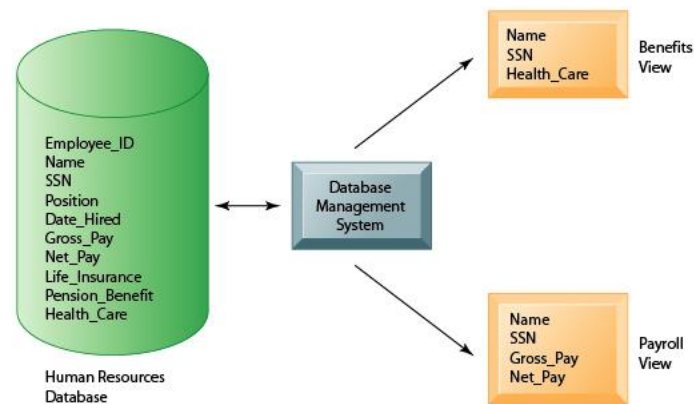 Employee_ID
Name
SSN
Position
Date_Hired
Gross_Pay
Net_Pay
Life_Insurance
Pension_Benefit
Health_Care
Human Resources
Database
Database
Management
System
Name
SSN
Health_Care
Benefits
View
Name
SSN
Gross_Pay
Net_Pay
Payroll
View